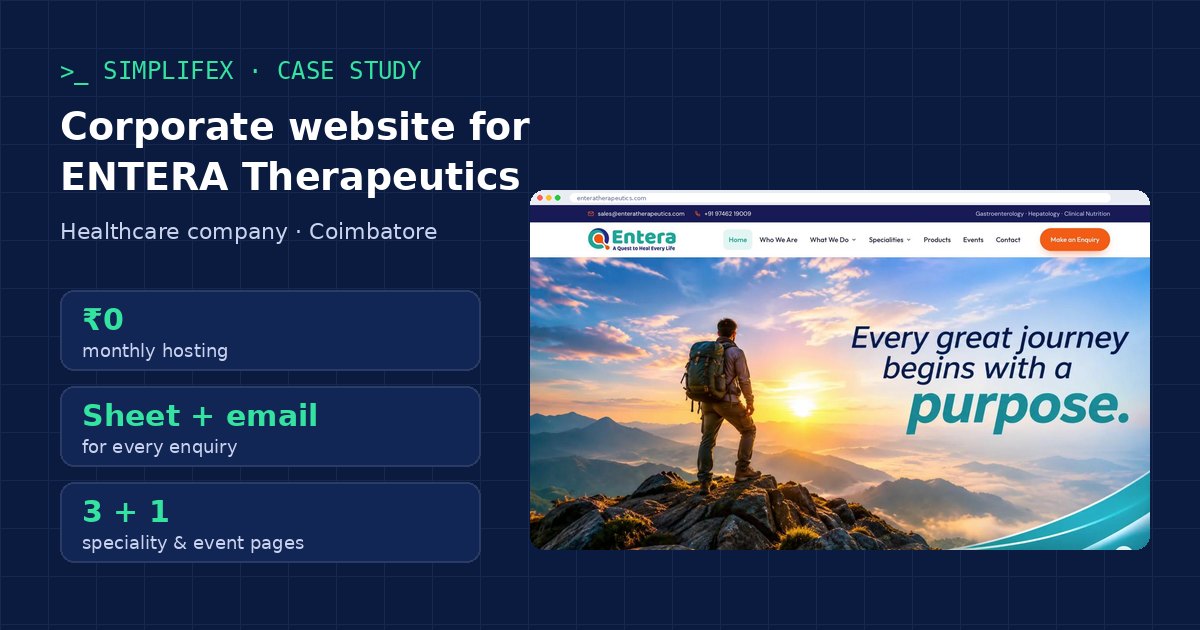 >_ SIMPLIFEX · CASE STUDY
Corporate website for
ENTERA Therapeutics
Healthcare company · Coimbatore
₹0
monthly hosting
Sheet + email
for every enquiry
3 + 1
speciality & event pages
enteratherapeutics.com
sales@enteratherapeutics.com +91 97462 19009 Gastroenterology · Hepatology · Clinical Nutrition
Entera
A Quest to Heal Every Life
Home Who We Are What We Do Specialities Products Events Contact Make an Enquiry
Every great journey
begins with a
purpose.